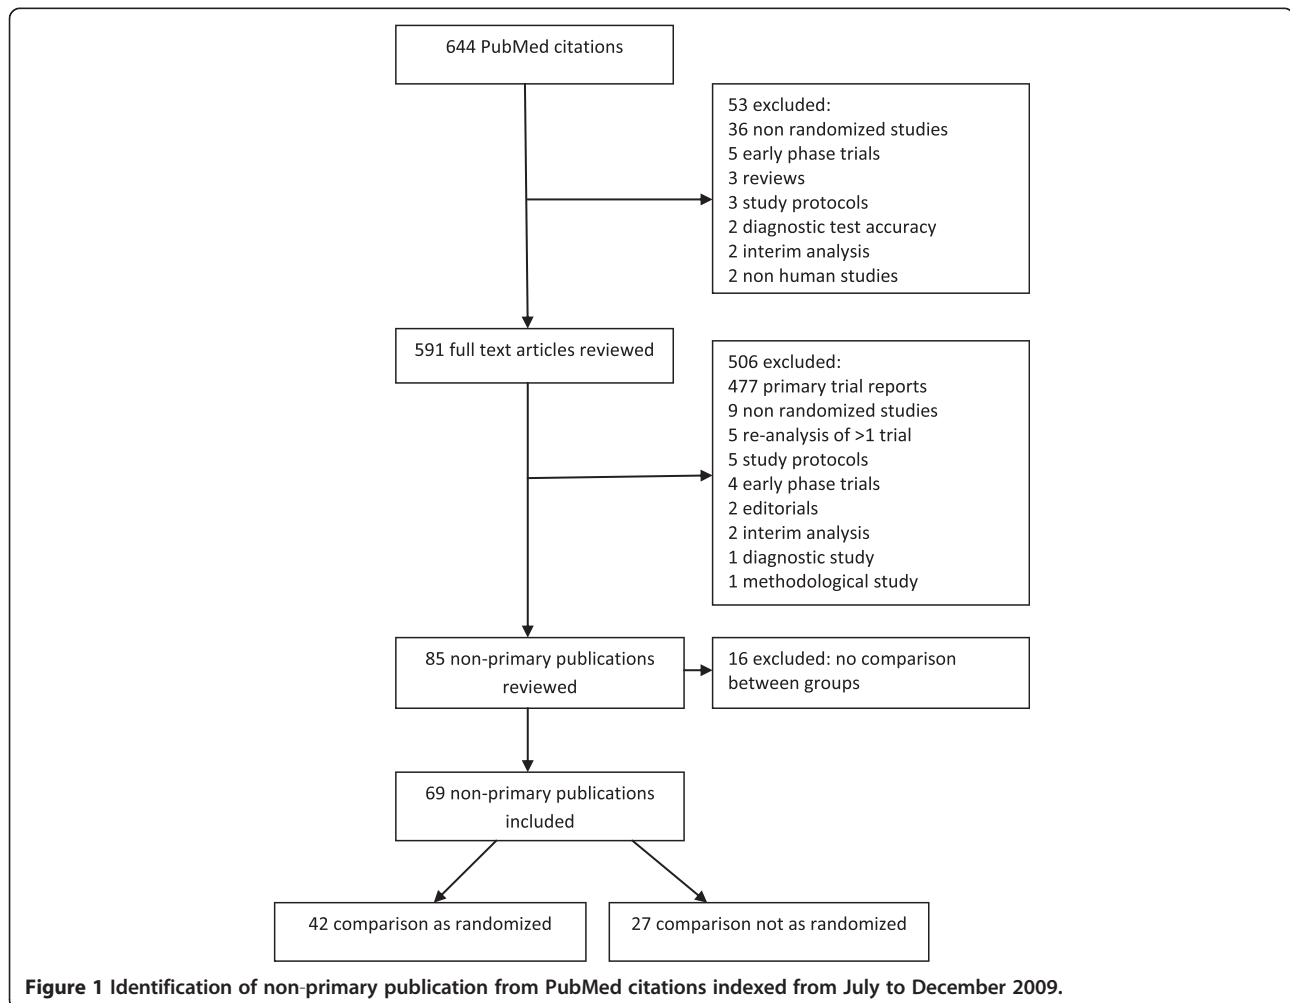 644 PubMed citations
53 excluded:
36 non randomized studies
5 early phase trials
3 reviews
3 study protocols
2 diagnostic test accuracy
2 interim analysis
2 non human studies
591 full text articles reviewed
506 excluded:
477 primary trial reports
9 non randomized studies
5 re-analysis of >1 trial
5 study protocols
4 early phase trials
2 editorials
2 interim analysis
1 diagnostic study
1 methodological study
85 non-primary publications
reviewed
16 excluded: no comparison
between groups
69 non-primary publications
included
42 comparison as randomized
27 comparison not as randomized
Figure 1 Identification of non-primary publication from PubMed citations indexed from July to December 2009.